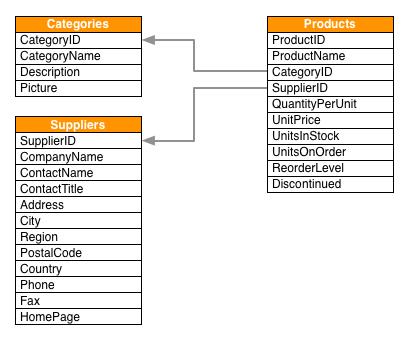 Categories
CategoryID
CategoryName
Description
Picture
Suppliers
SupplierID
CompanyName
ContactName
ContactTitle
Address
City
Region
PostalCode
Country
Phone
Fax
HomePage
Products
ProductID
ProductName
CategoryID
SupplierID
QuantityPerUnit
UnitPrice
UnitsInStock
UnitsOnOrder
ReorderLevel
Discontinued